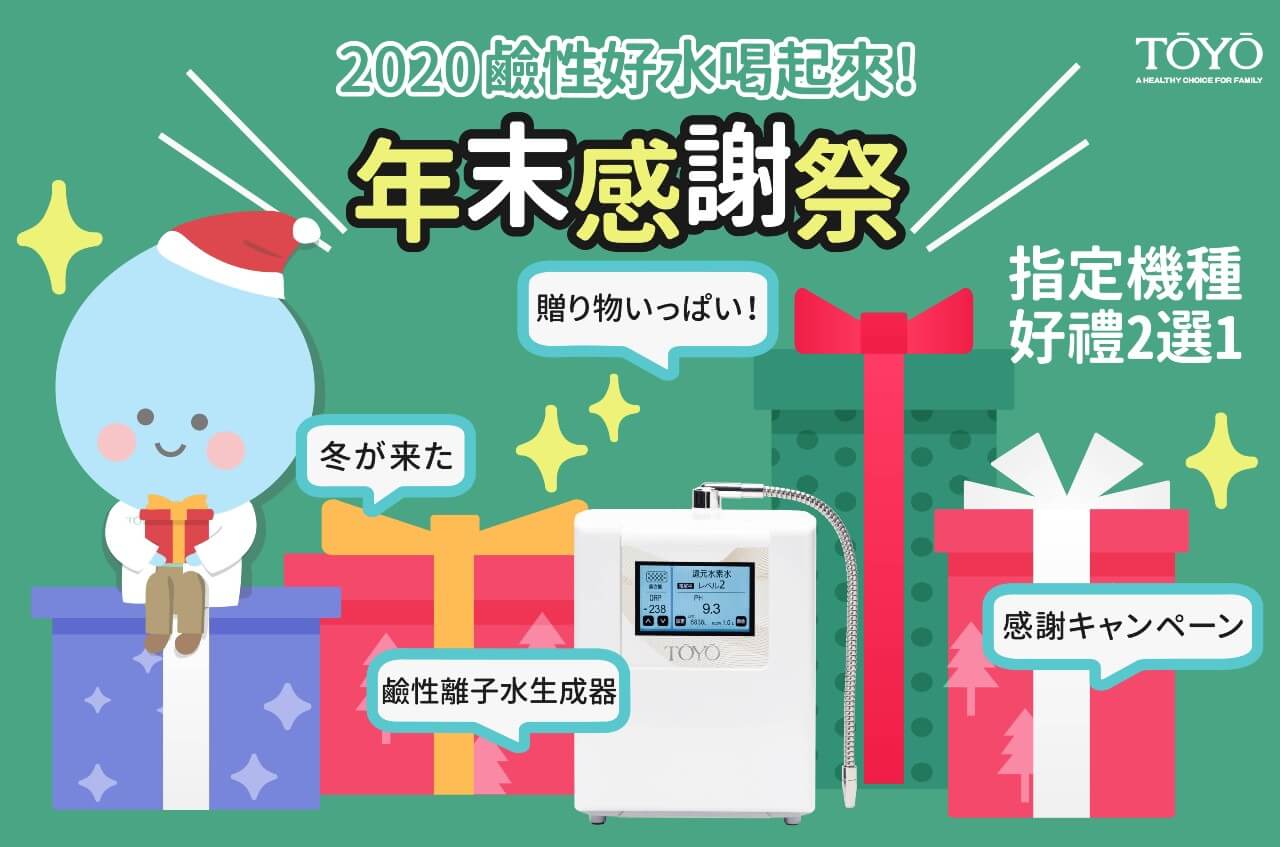 2020鹼性好水喝起來！
TŌYŌ
A HEALTHY CHOICE FOR FAMILY
年末感謝祭
指定機種
好禮2選1
贈り物いっぱい！
冬が来た
還元水素水
レベル2
ORP
PH
-238
9.3
TŌYŌ
感謝キャンペーン
鹼性離子水生成器